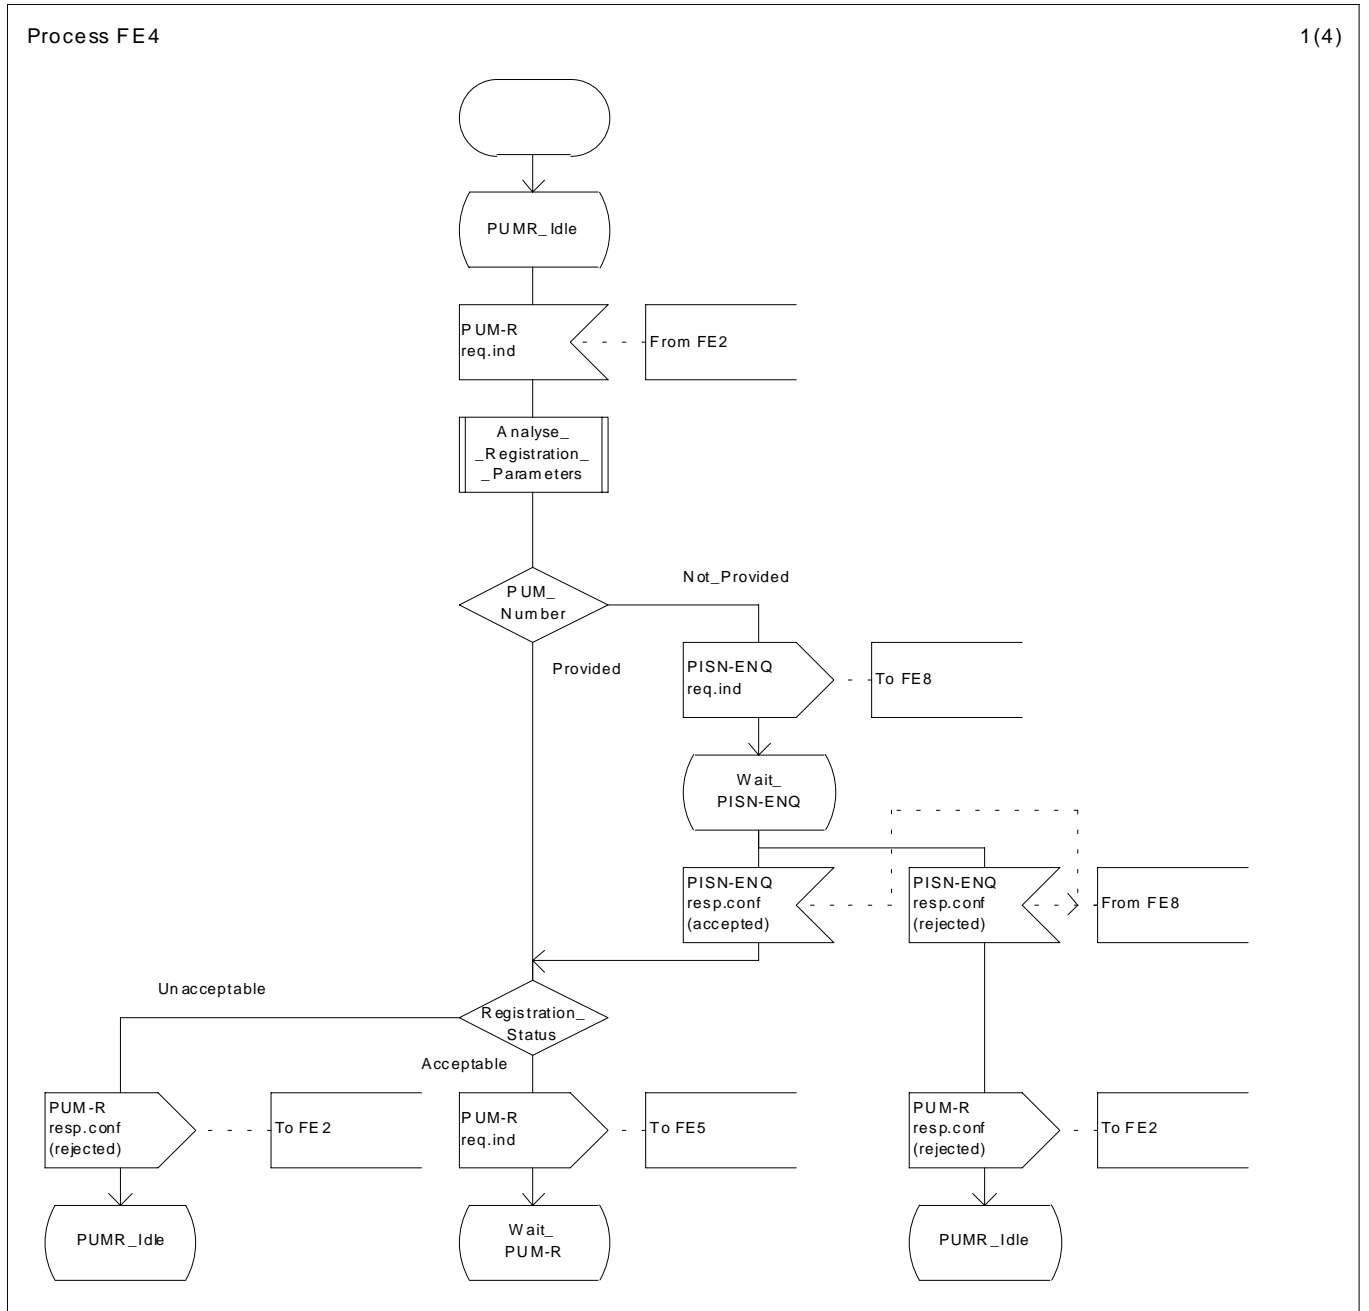 Process FE4
1(4)
PUMR_Idle
PUM-R
req.ind
From FE2
Analyse_
_Registration_
_Parameters
PUM_
Number
Not_Provided
Provided
PISN-ENQ
req.ind
To FE8
Wait_
PISN-ENQ
PISN-ENQ
resp.conf
(accepted)
PISN-ENQ
resp.conf
(rejected)
From FE8
Unacceptable
Registration_
Status
Acceptable
PUM-R
resp.conf
(rejected)
To FE2
PUM-R
req.ind
To FE5
PUM-R
resp.conf
(rejected)
To FE2
PUMR_Idle
Wait_
PUM-R
PUMR_Idle